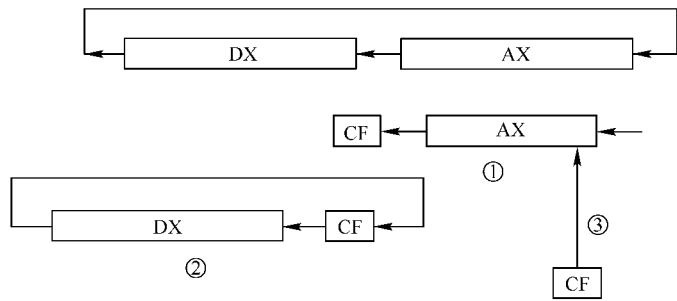 DX AX
CF AX
①
DX CF
③
②
CF